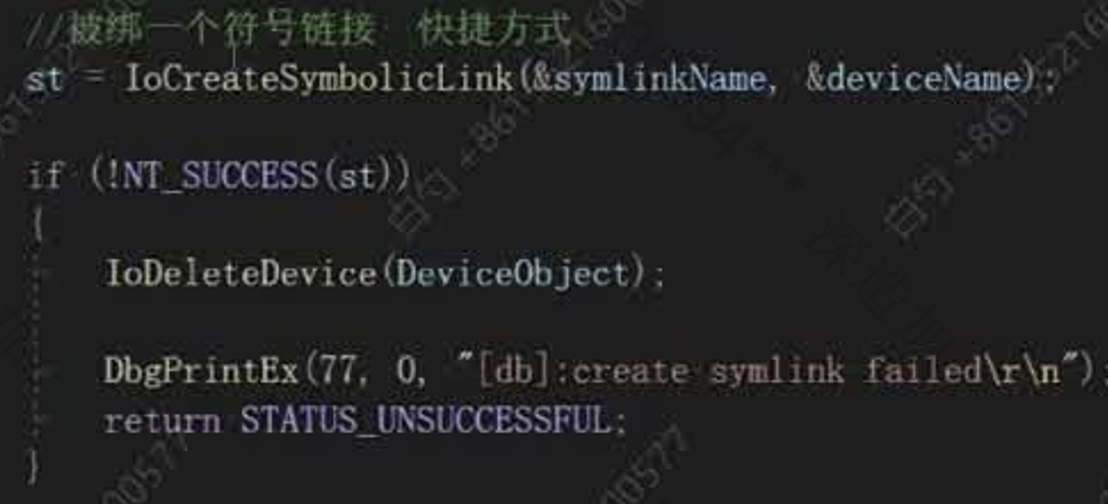 //被绑一个符号链接 快捷方式
st = IoCreateSymbolicLink(&symlinkName, &deviceName);
if (!NT_SUCCESS(st))
{
IoDeleteDevice(DeviceObject);
DbgPrintEx(77, 0, "[db]:create symlink failed\r\n");
return STATUS_UNSUCCESSFUL;
}